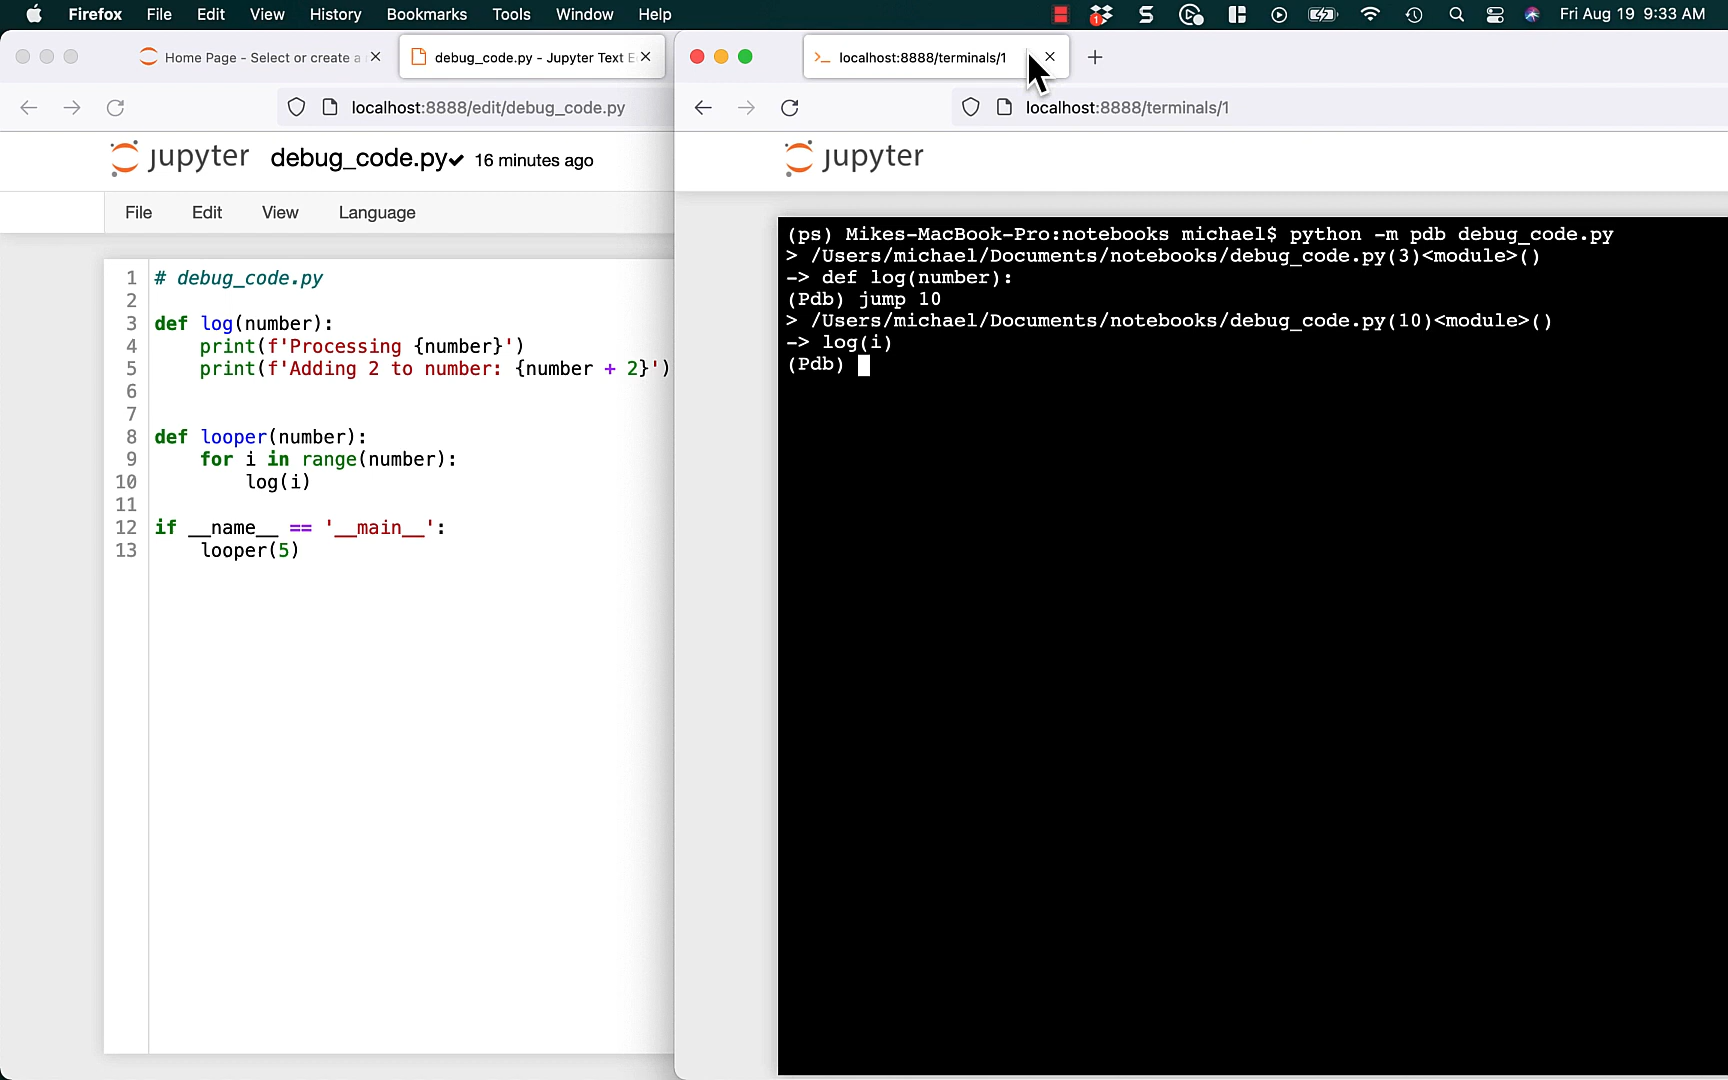 Firefox File Edit View History Bookmarks Tools Window Help
1
Fri Aug 19 9:33 AM
Home Page - Select or create a
debug_code.py - Jupyter Text E
localhost:8888/edit/debug_code.py
jupyter debug_code.py 16 minutes ago
File Edit View Language
1 # debug_code.py
2
3 def log(number):
4     print(f'Processing {number}')
5     print(f'Adding 2 to number: {number + 2}')
6
7
8 def looper(number):
9     for i in range(number):
10         log(i)
11
12 if __name__ == '__main__':
13     looper(5)
localhost:8888/terminals/1
localhost:8888/terminals/1
jupyter
(ps) Mikes-MacBook-Pro:notebooks michael$ python -m pdb debug_code.py
> /Users/michael/Documents/notebooks/debug_code.py(3)<module>()
-> def log(number):
(Pdb) jump 10
> /Users/michael/Documents/notebooks/debug_code.py(10)<module>()
-> log(i)
(Pdb)